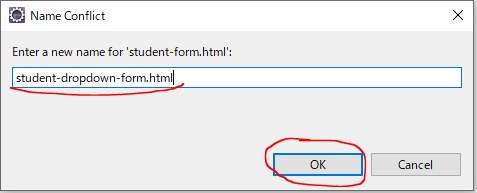 Name Conflict
Enter a new name for 'student-form.html':
student-dropdown-form.html
OK
Cancel